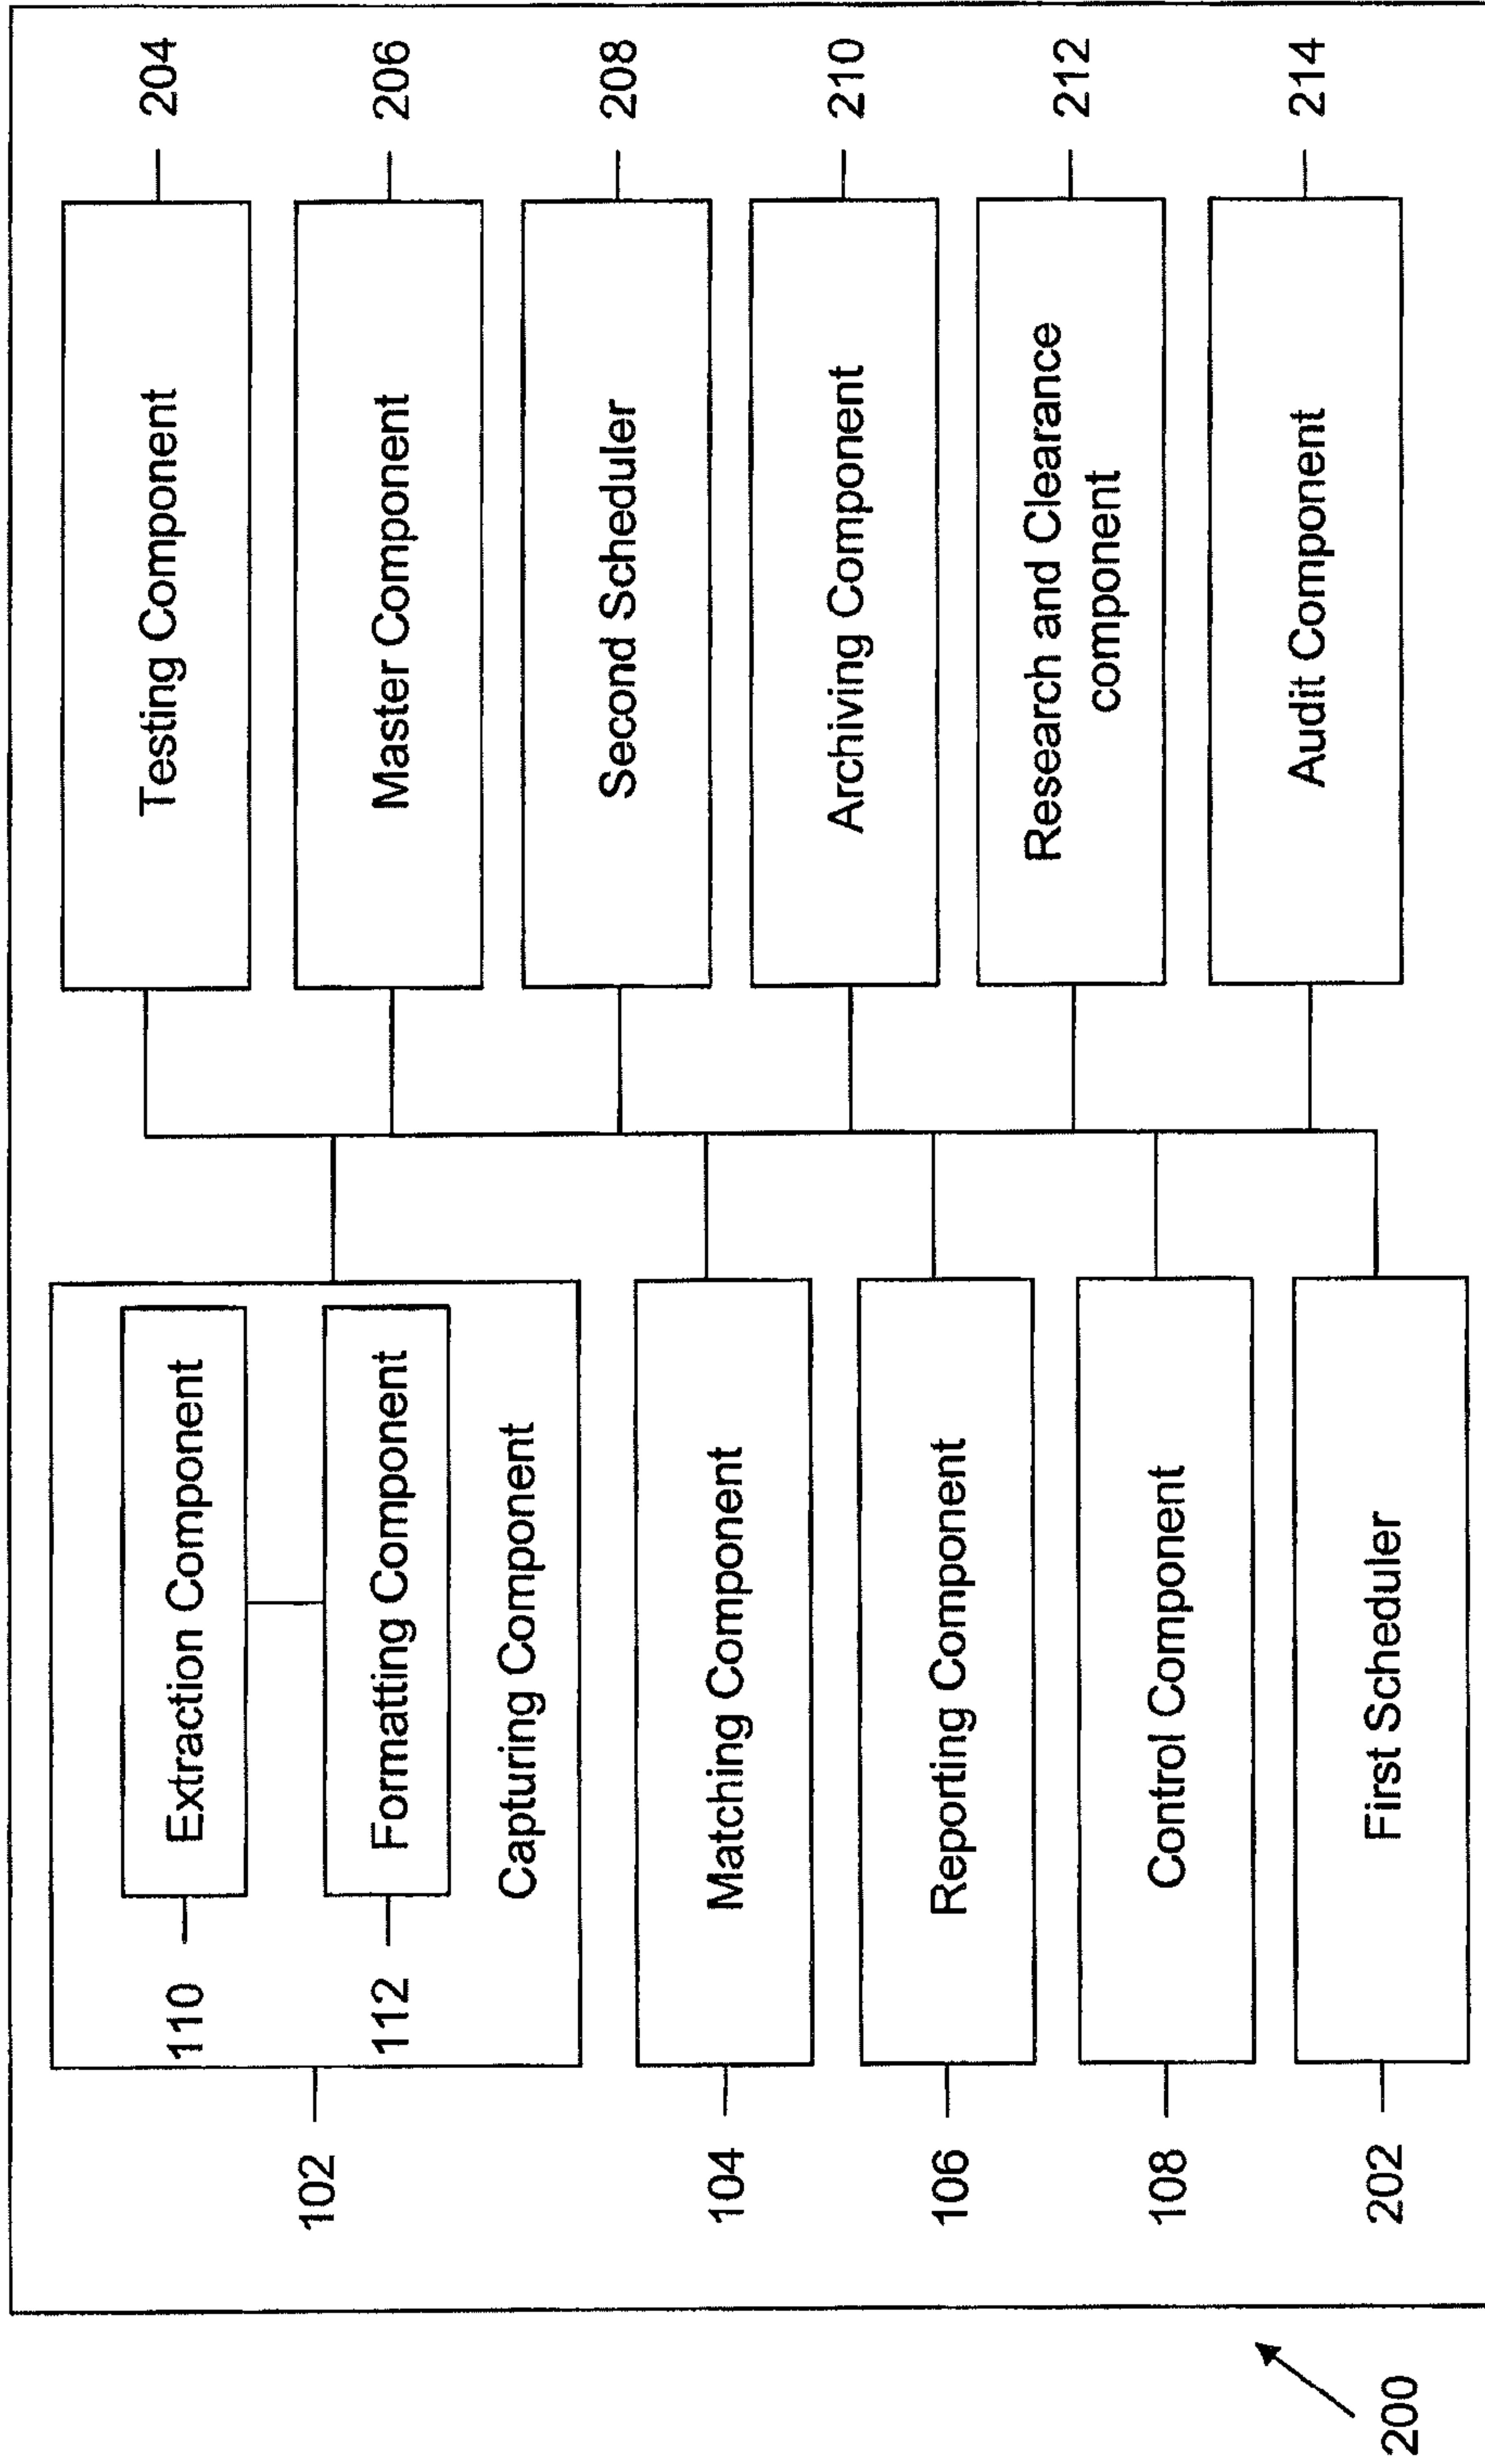 110
Extraction Component
112
Formatting Component
Capturing Component
102
104
Matching Component
106
Reporting Component
108
Control Component
202
First Scheduler
Testing Component
204
Master Component
206
Second Scheduler
208
Archiving Component
210
Research and Clearance
component
212
Audit Component
214
200